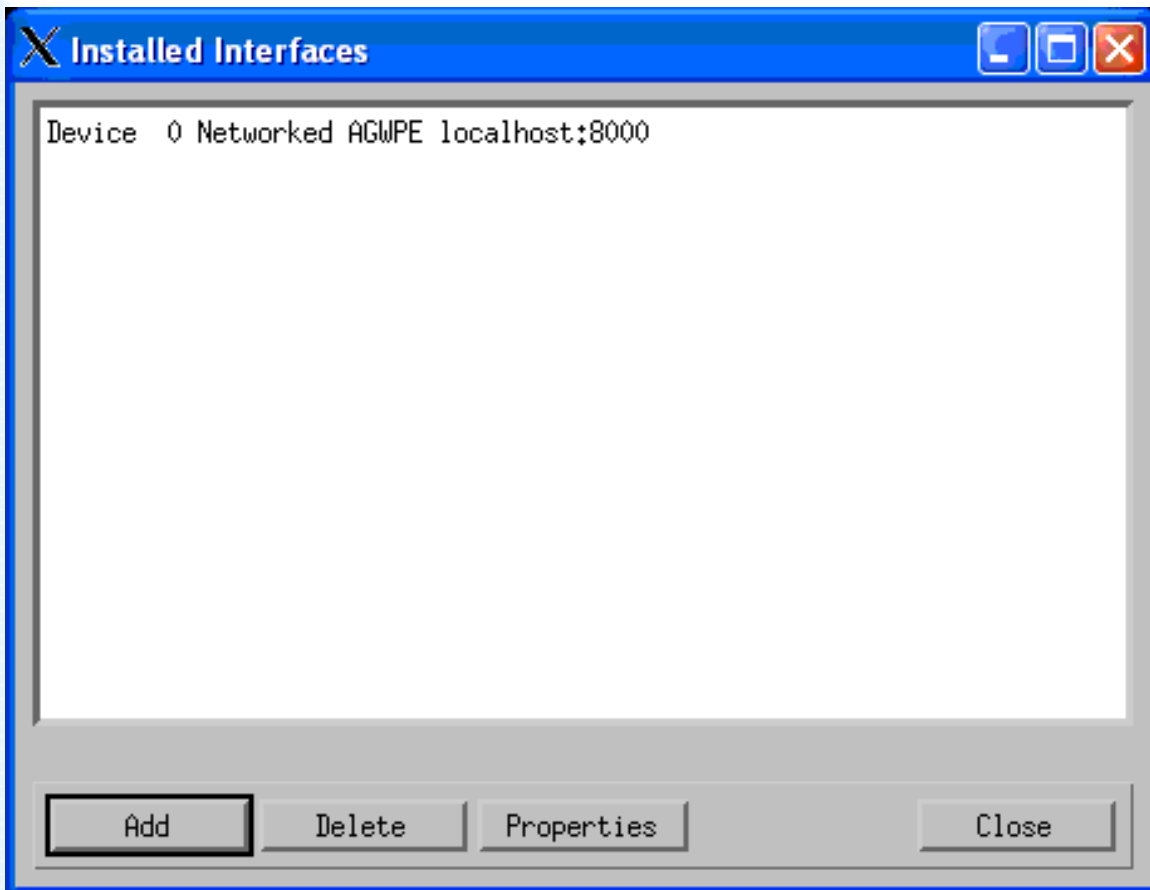 Installed Interfaces
Device  0 Networked AGWPE localhost:8000
Add Delete Properties Close